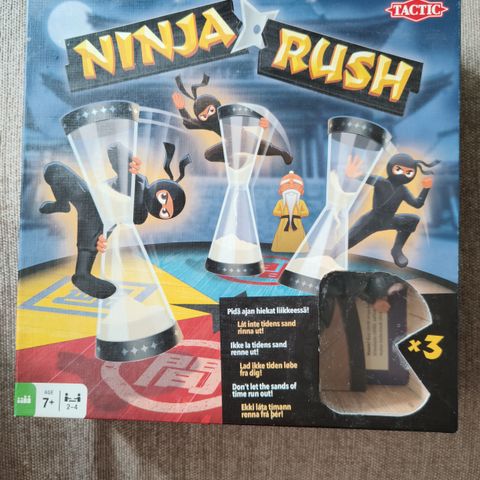 TACTIC
NINJA RUSH
Pidä ajan hiekat liikkeessä!
Låt inte tidens sand
rinna ut!
Ikke la tidens sand
renne ut!
Lad ikke tiden løbe
fra dig!
Don't let the sands of
time run out!
Ekki láta tímann
renna frá þér!
×3
AGE
7+
2-4
間